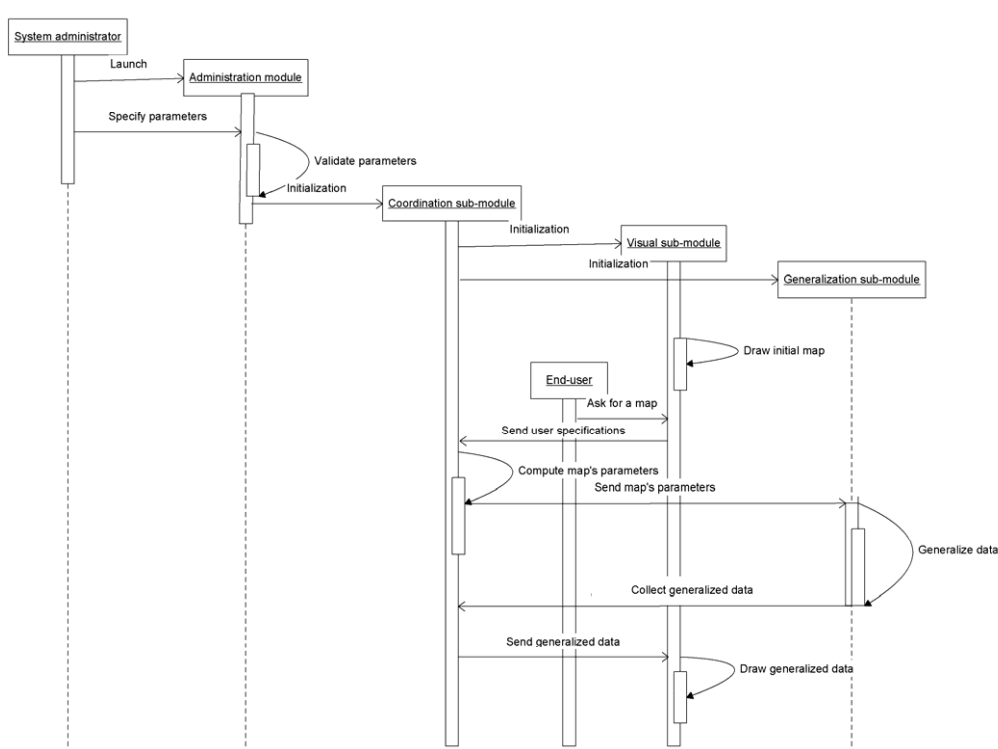 System administrator
Launch
Administration module
Specify parameters
Validate parameters
Initialization
Coordination sub-module
Initialization
Visual sub-module
Initialization
Generalization sub-module
Draw initial map
End-user
Ask for a map
Send user specifications
Compute map's parameters
Send map's parameters
Generalize data
Collect generalized data
Send generalized data
Draw generalized data